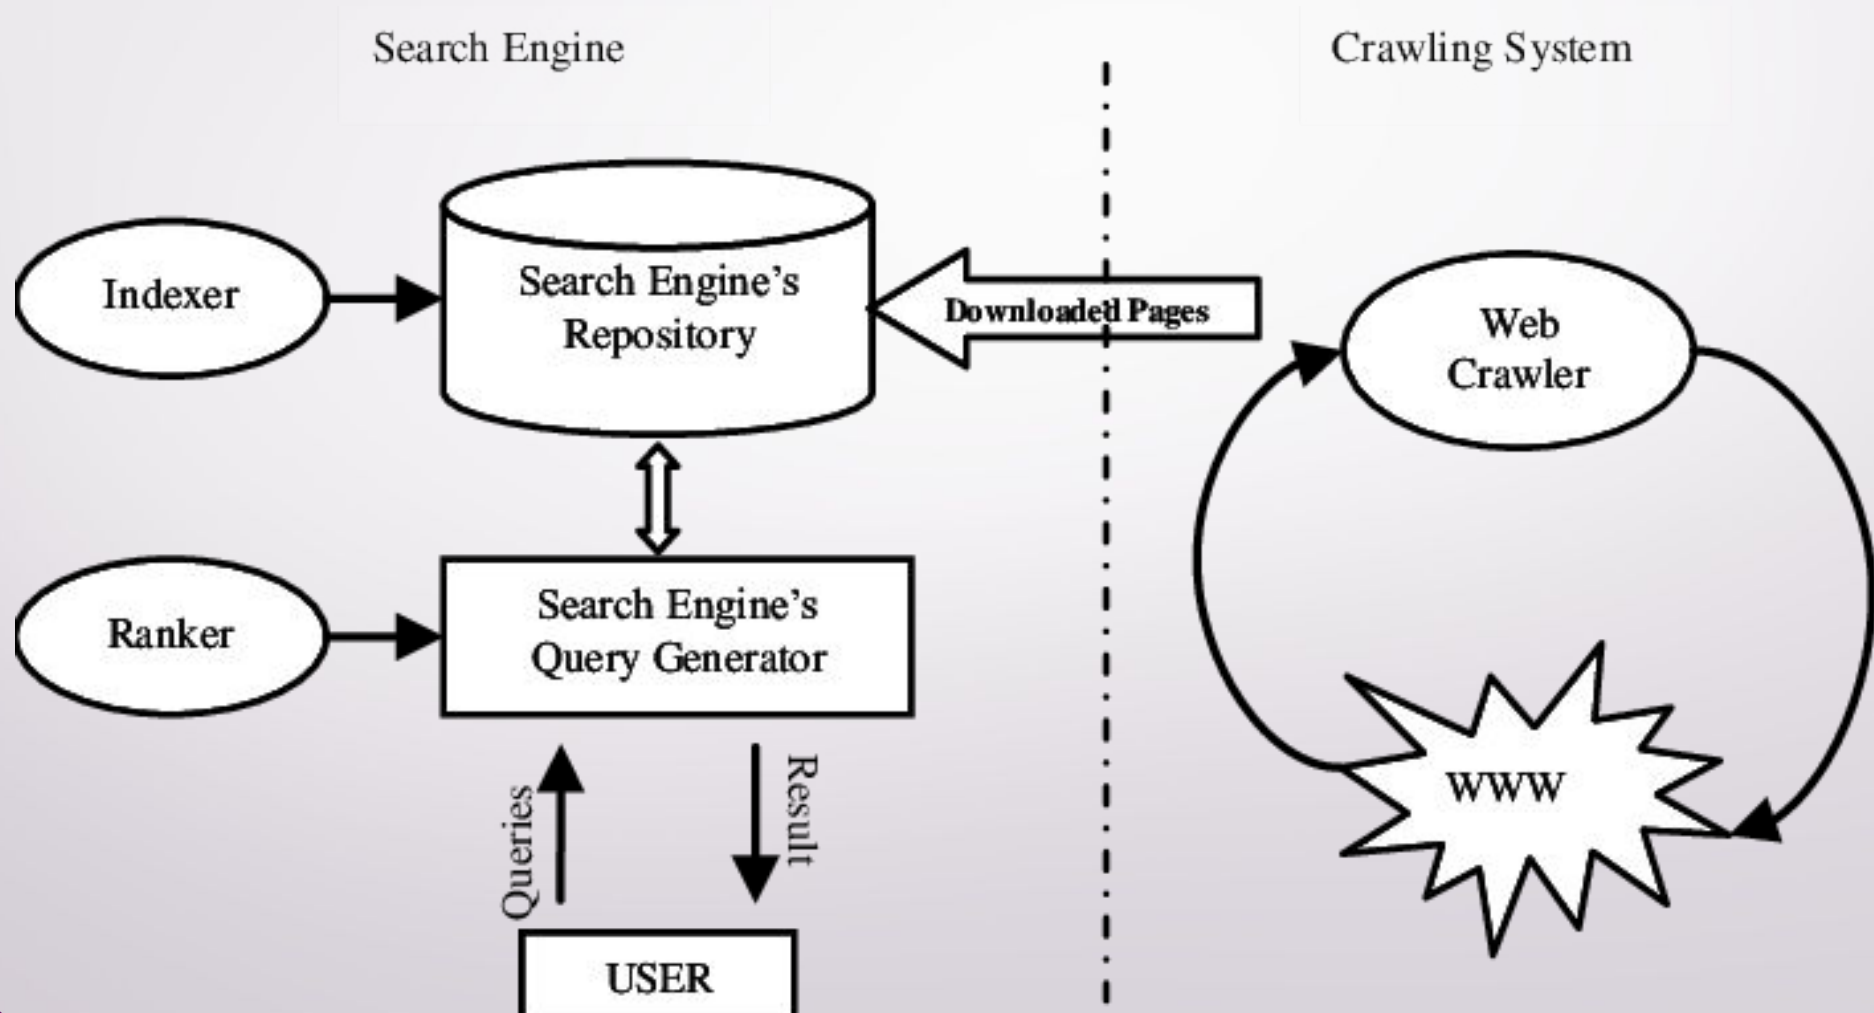 Search Engine
Crawling System
Indexer
Search Engine's
Repository
Downloaded Pages
Web
Crawler
Ranker
Search Engine's
Query Generator
Queries
Result
WWW
USER